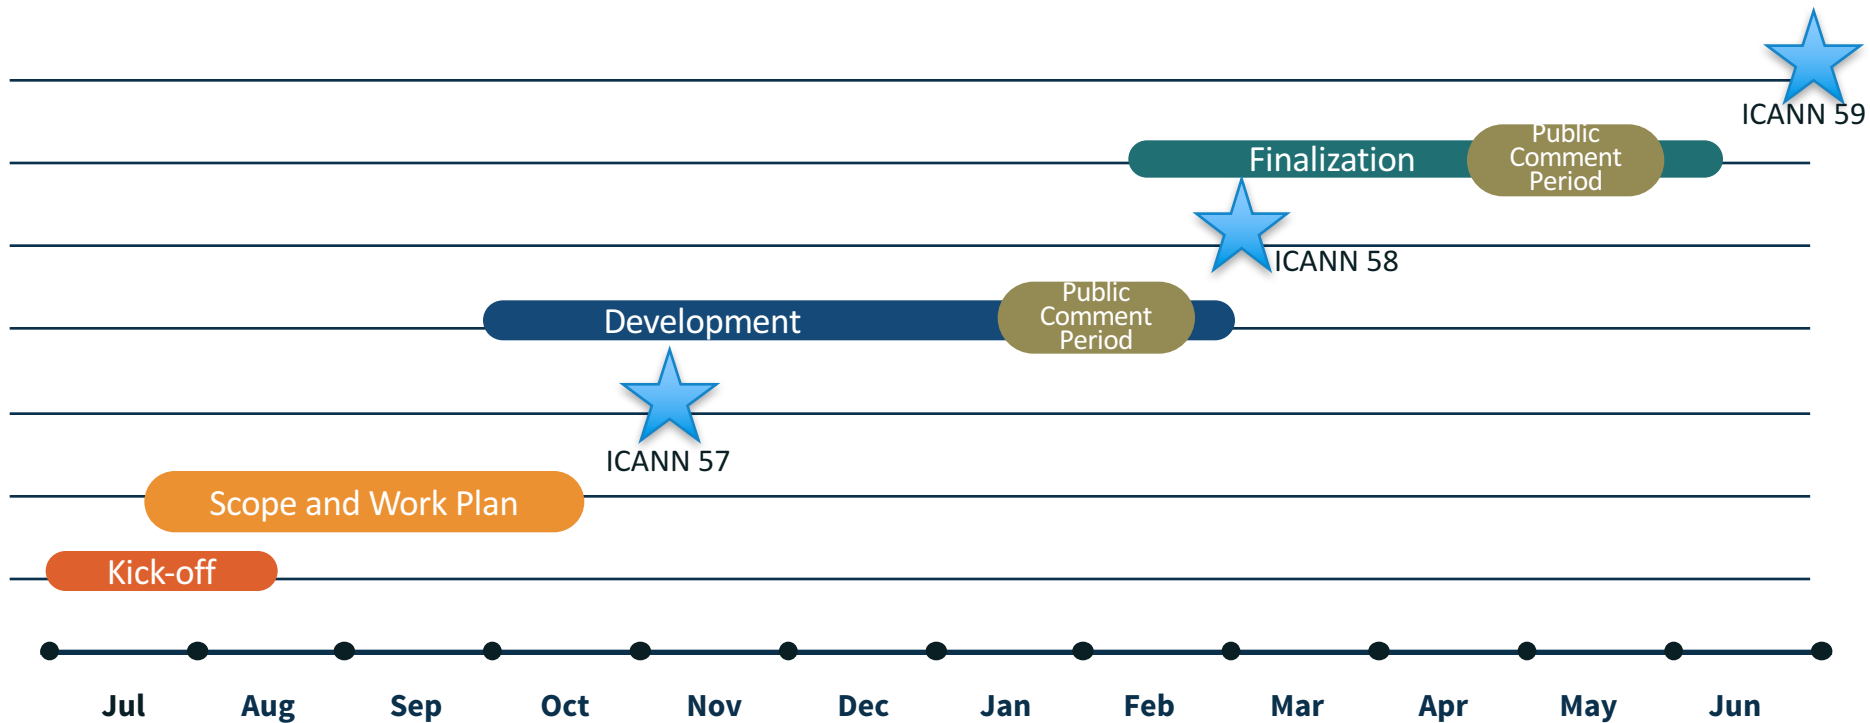 ICANN 59
Finalization
Public
Comment
Period
ICANN 58
Development
Public
Comment
Period
ICANN 57
Scope and Work Plan
Kick-off
Jul Aug Sep Oct Nov Dec Jan Feb Mar Apr May Jun